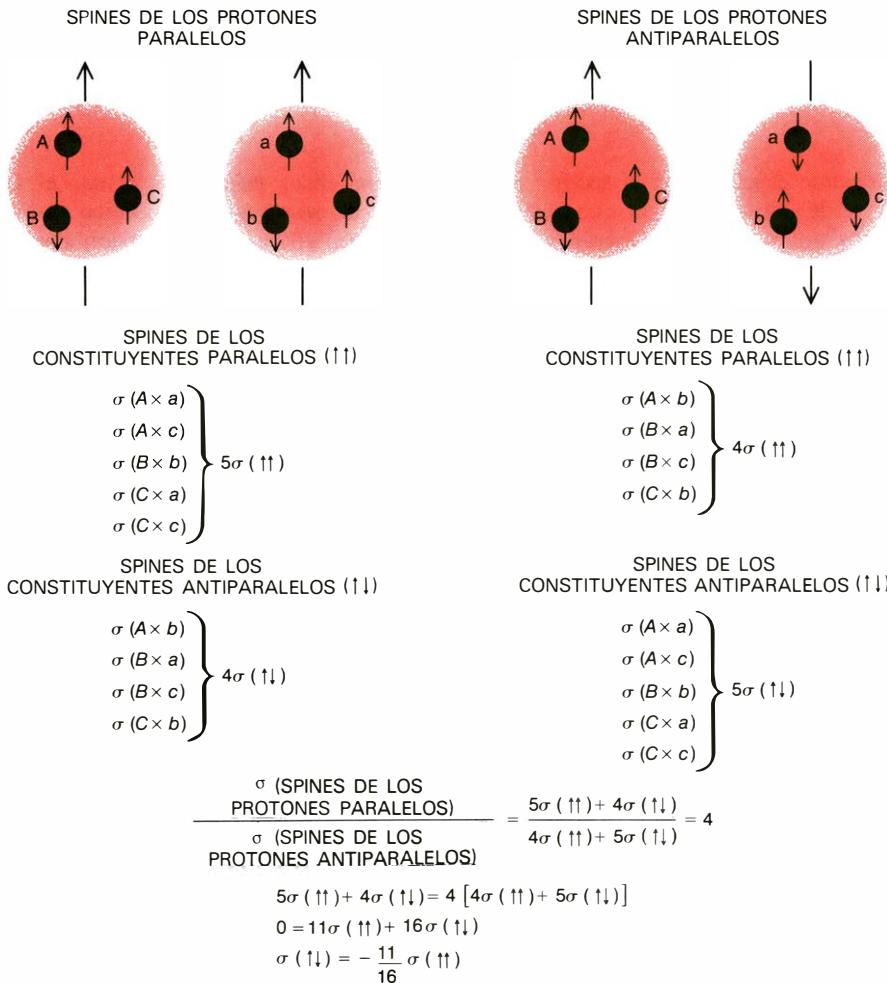 SPINES DE LOS PROTONES
PARALELOS
A
B
C
a
b
c
SPINES DE LOS
CONSTITUYENTES PARALELOS (↑↑)
σ (A × a)
σ (A × c)
σ (B × b)
σ (C × a)
σ (C × c)
5σ (↑↑)
SPINES DE LOS
CONSTITUYENTES ANTIPARALELOS (↑↓)
σ (A × b)
σ (B × a)
σ (B × c)
σ (C × b)
4σ (↑↓)
SPINES DE LOS PROTONES
ANTIPARALELOS
A
B
C
a
b
c
SPINES DE LOS
CONSTITUYENTES PARALELOS (↑↑)
σ (A × b)
σ (B × a)
σ (B × c)
σ (C × b)
4σ (↑↑)
SPINES DE LOS
CONSTITUYENTES ANTIPARALELOS (↑↓)
σ (A × a)
σ (A × c)
σ (B × b)
σ (C × a)
σ (C × c)
5σ (↑↓)
σ (SPINES DE LOS
PROTONES PARALELOS)
σ (SPINES DE LOS
PROTONES ANTIPARALELOS)
= 5σ (↑↑) + 4σ (↑↓)
4σ (↑↑) + 5σ (↑↓) = 4
5σ (↑↑) + 4σ (↑↓) = 4 [4σ (↑↑) + 5σ (↑↓)]
0 = 11σ (↑↑) + 16σ (↑↓)
σ (↑↓) = − 11/16 σ (↑↑)